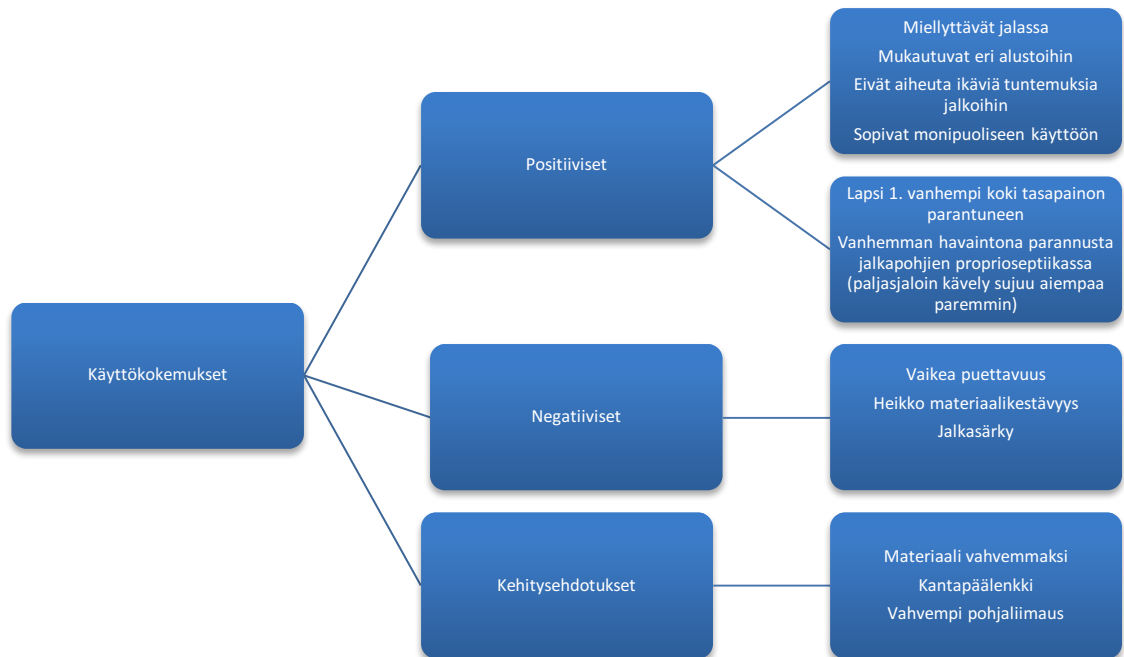 Käyttökokemukset
Positiiviset
Miellyttävät jalassa
Mukautuvat eri alustoihin
Eivät aiheuta ikäviä tuntemuksia
jalkoihin
Sopivat monipuoliseen käyttöön
Lapsi 1. vanhempi koki tasapainon
parantuneen
Vanhemman havaintona parannusta
jalkapohjien proprioseptiikassa
(paljasjaloin kävely sujuu aiempaa
paremmin)
Negatiiviset
Vaikea puettavuus
Heikko materiaalikestävyys
Jalkasärky
Kehitysehdotukset
Materiaali vahvemmaksi
Kantapäälenkki
Vahvempi pohjaliimaus